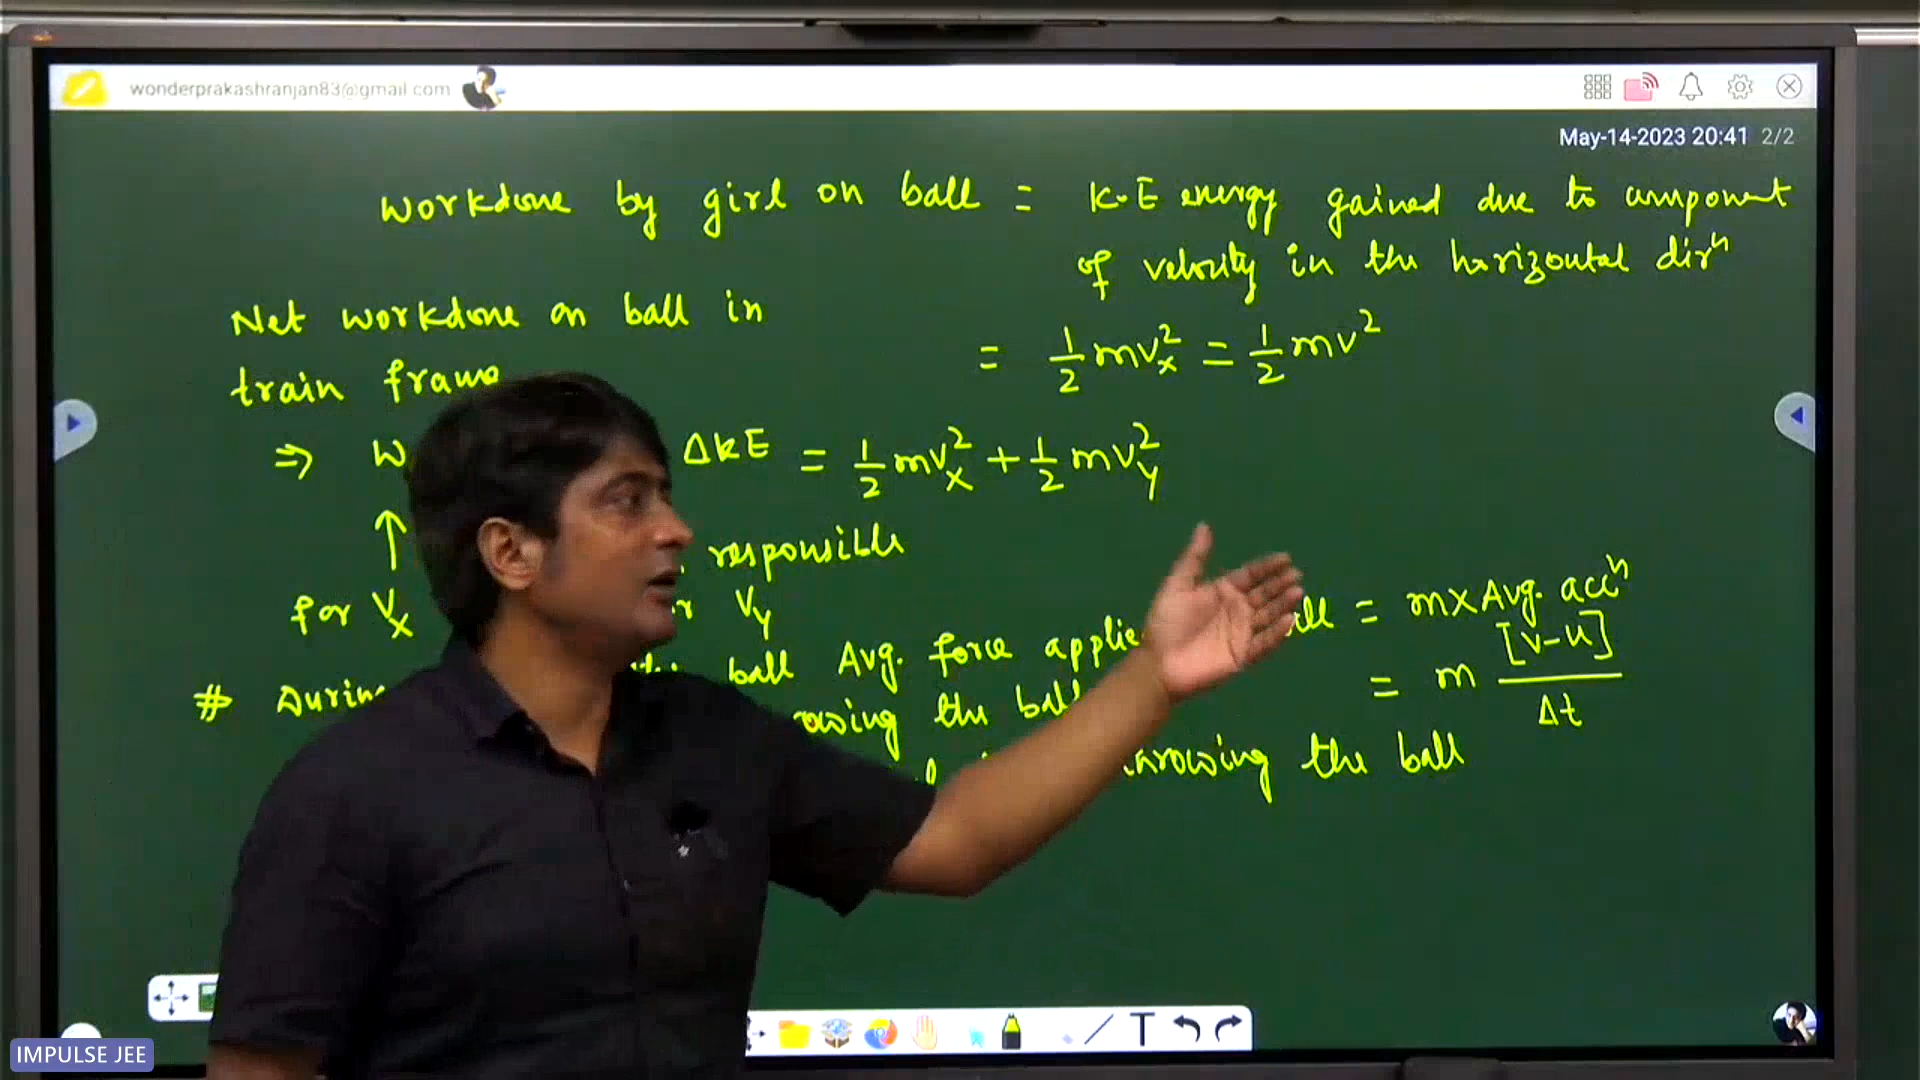 wonderprakashranjan83@gmail.com
May-14-2023 20:41 2/2
Workdone by girl on ball = K.E energy gained due to component
of velocity in the horizontal dirⁿ
Net workdone on ball in
train frame
= 1/2 mVx² = 1/2 mv²
⇒ W ΔKE = 1/2 mVx² + 1/2 mVy²
↑ responsible
for Vx Vy
# During ball Avg. force applie = m x Avg. accⁿ
the ball = m [v-u]/Δt
throwing the ball
T
IMPULSE JEE